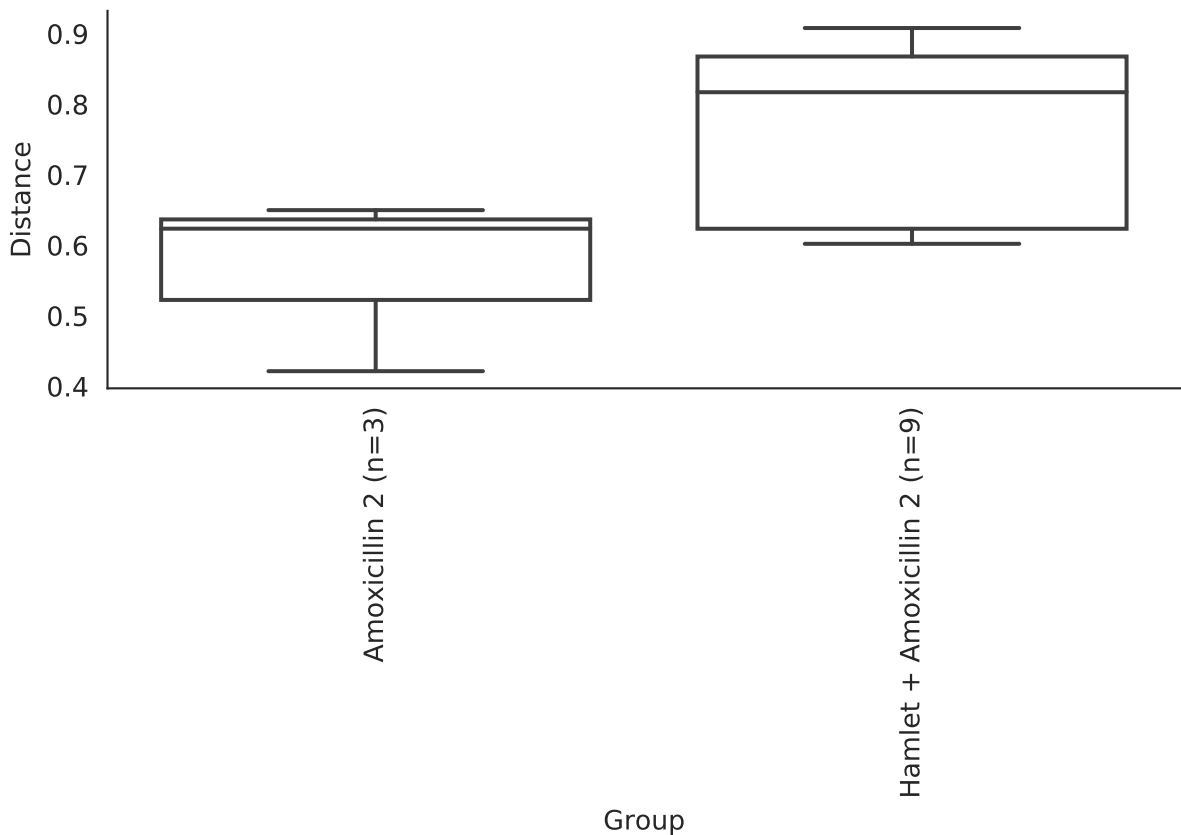 0.9
0.8
0.7
0.6
0.5
0.4
Distance
Amoxicillin 2 (n=3)
Hamlet + Amoxicillin 2 (n=9)
Group